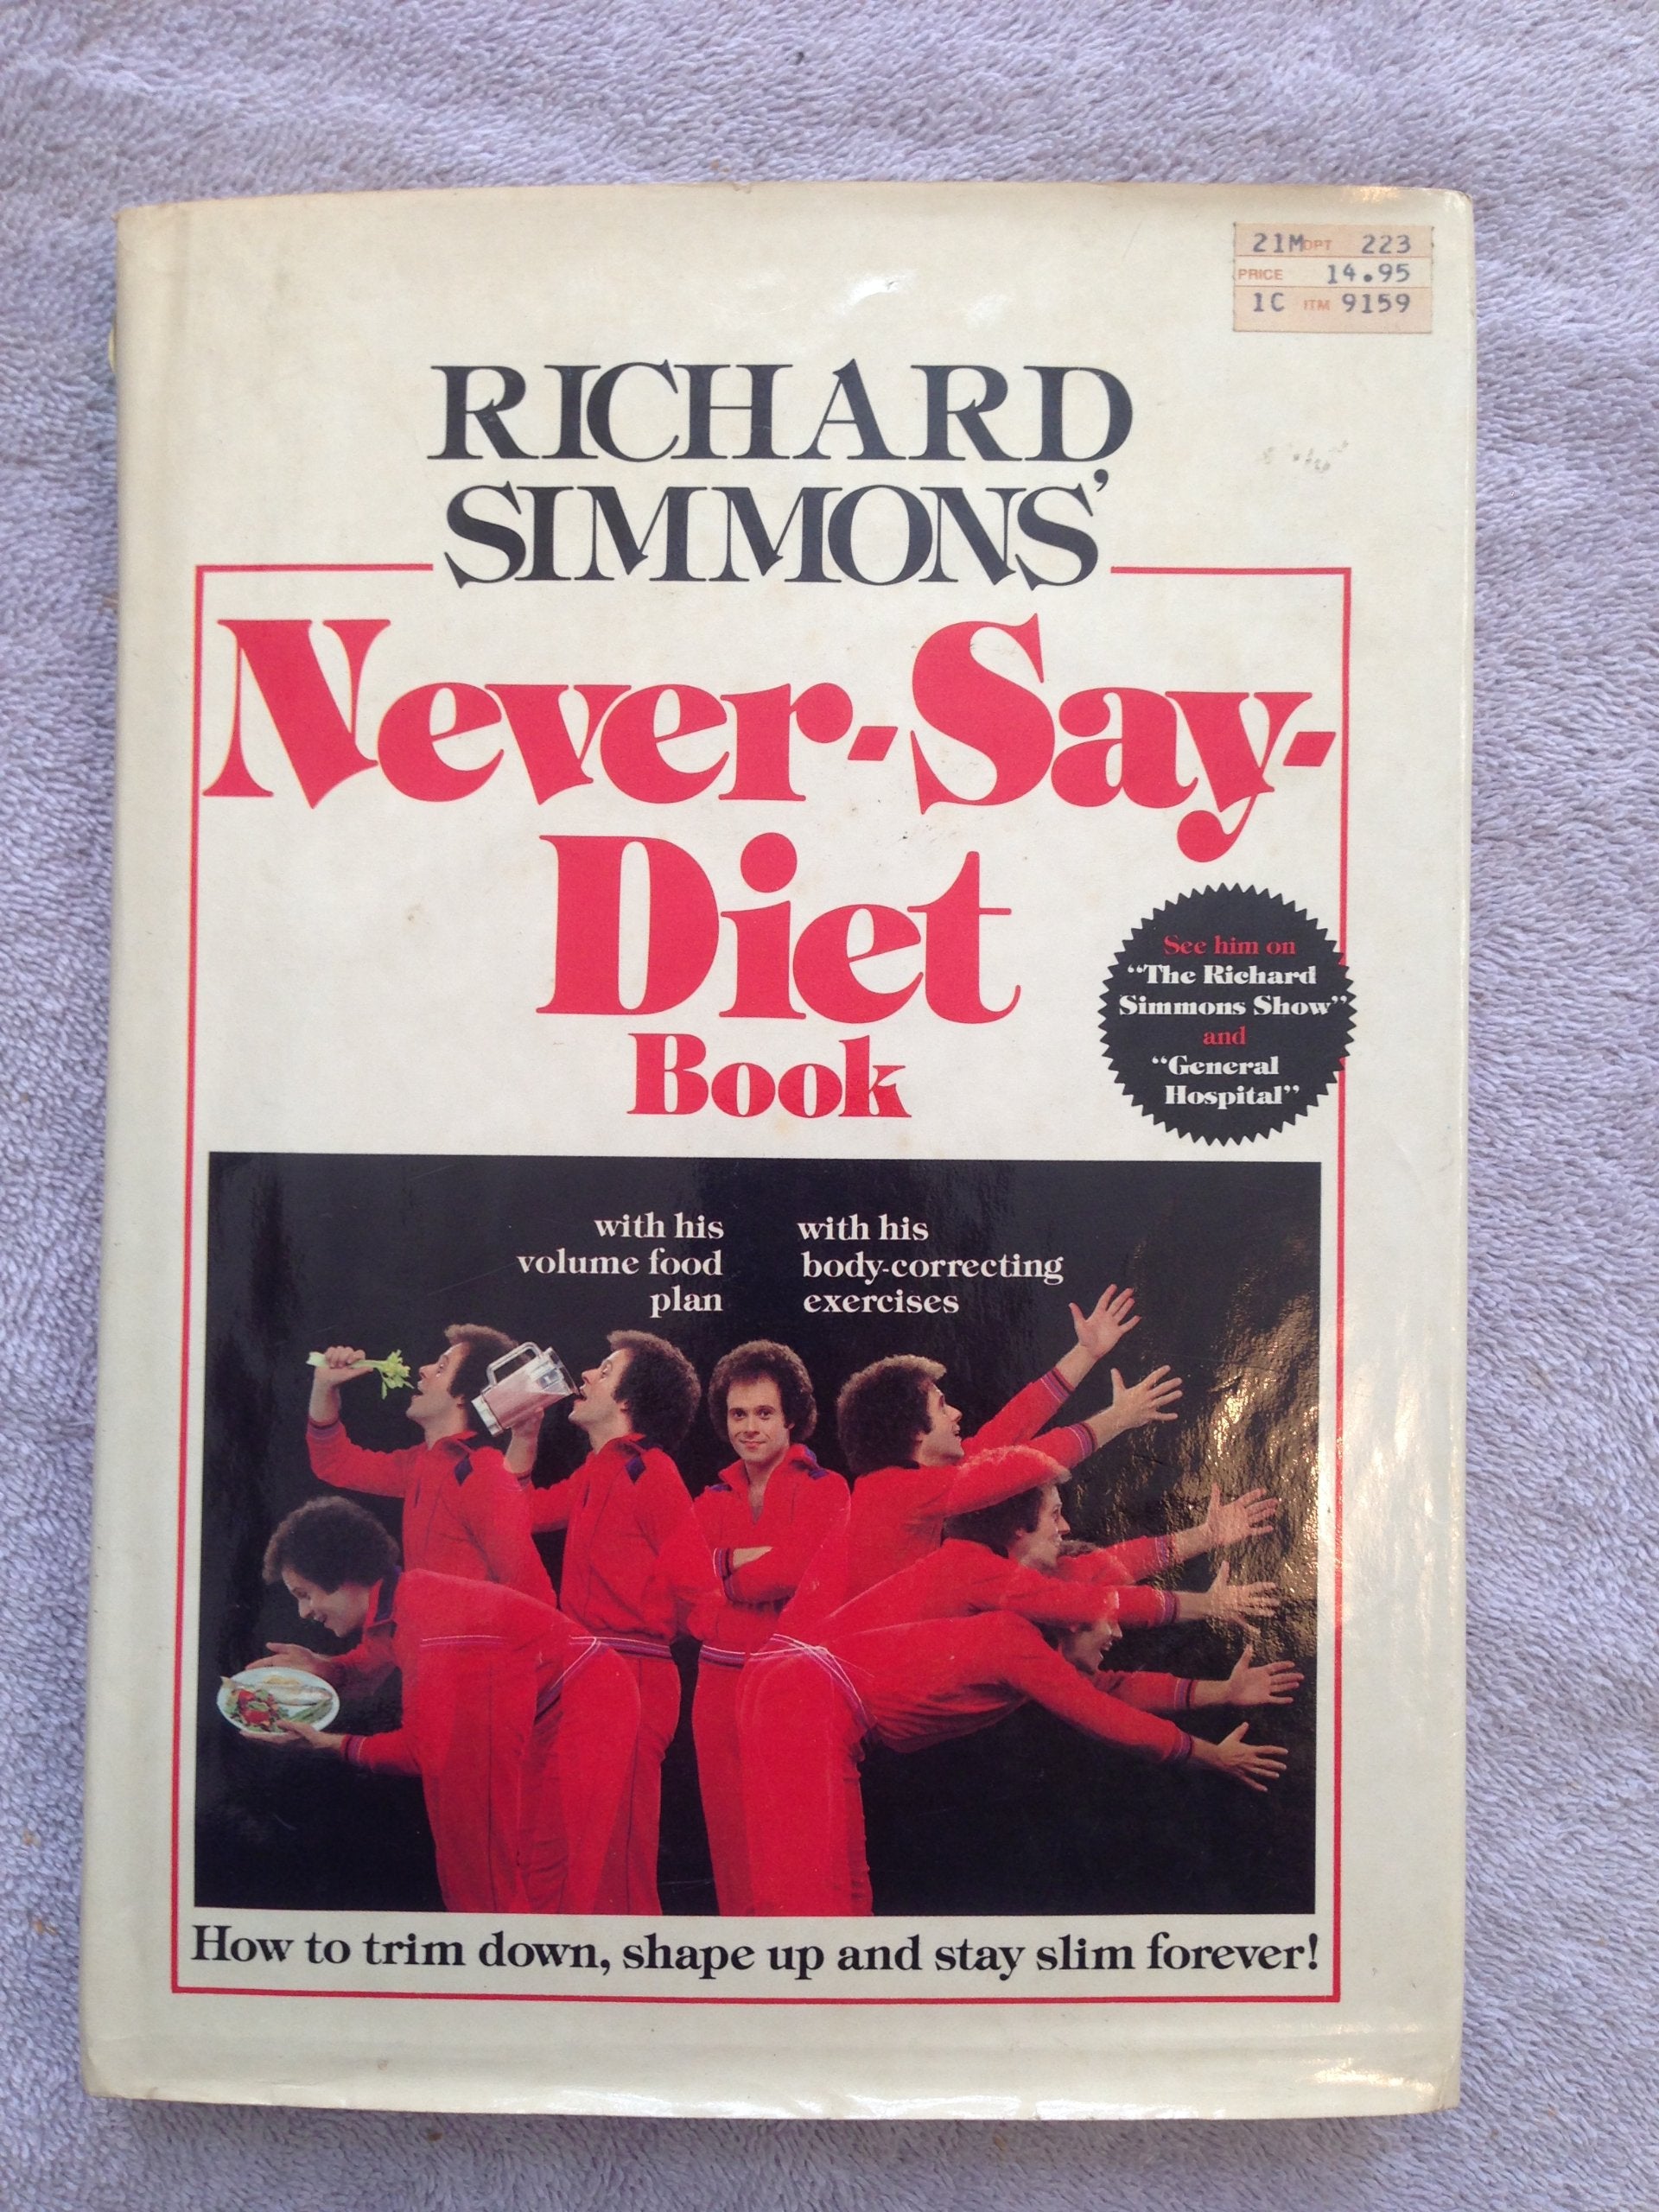 21M DPT 223
PRICE 14.95
1C ITM 9159
RICHARD
SIMMONS'
Never-Say-
Diet
Book
See him on
“The Richard
Simmons Show”
and
“General
Hospital”
with his
volume food
plan
with his
body-correcting
exercises
How to trim down, shape up and stay slim forever!